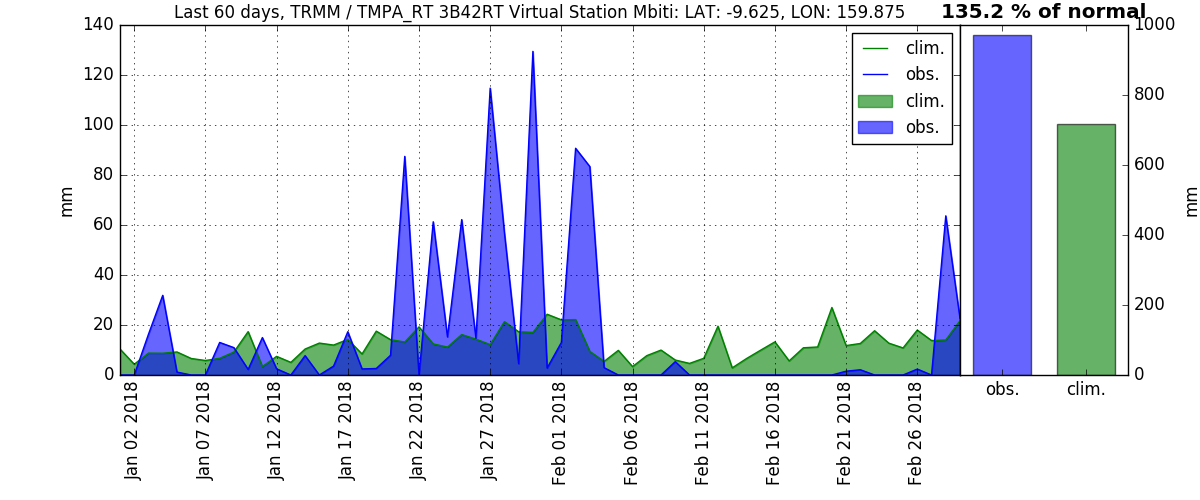 Last 60 days, TRMM / TMPA_RT 3B42RT Virtual Station Mbiti: LAT: -9.625, LON: 159.875
135.2 % of normal
140
120
100
80
60
40
20
0
mm
clim.
obs.
clim.
obs.
1000
800
600
400
200
0
mm
Jan 02 2018
Jan 07 2018
Jan 12 2018
Jan 17 2018
Jan 22 2018
Jan 27 2018
Feb 01 2018
Feb 06 2018
Feb 11 2018
Feb 16 2018
Feb 21 2018
Feb 26 2018
obs.
clim.